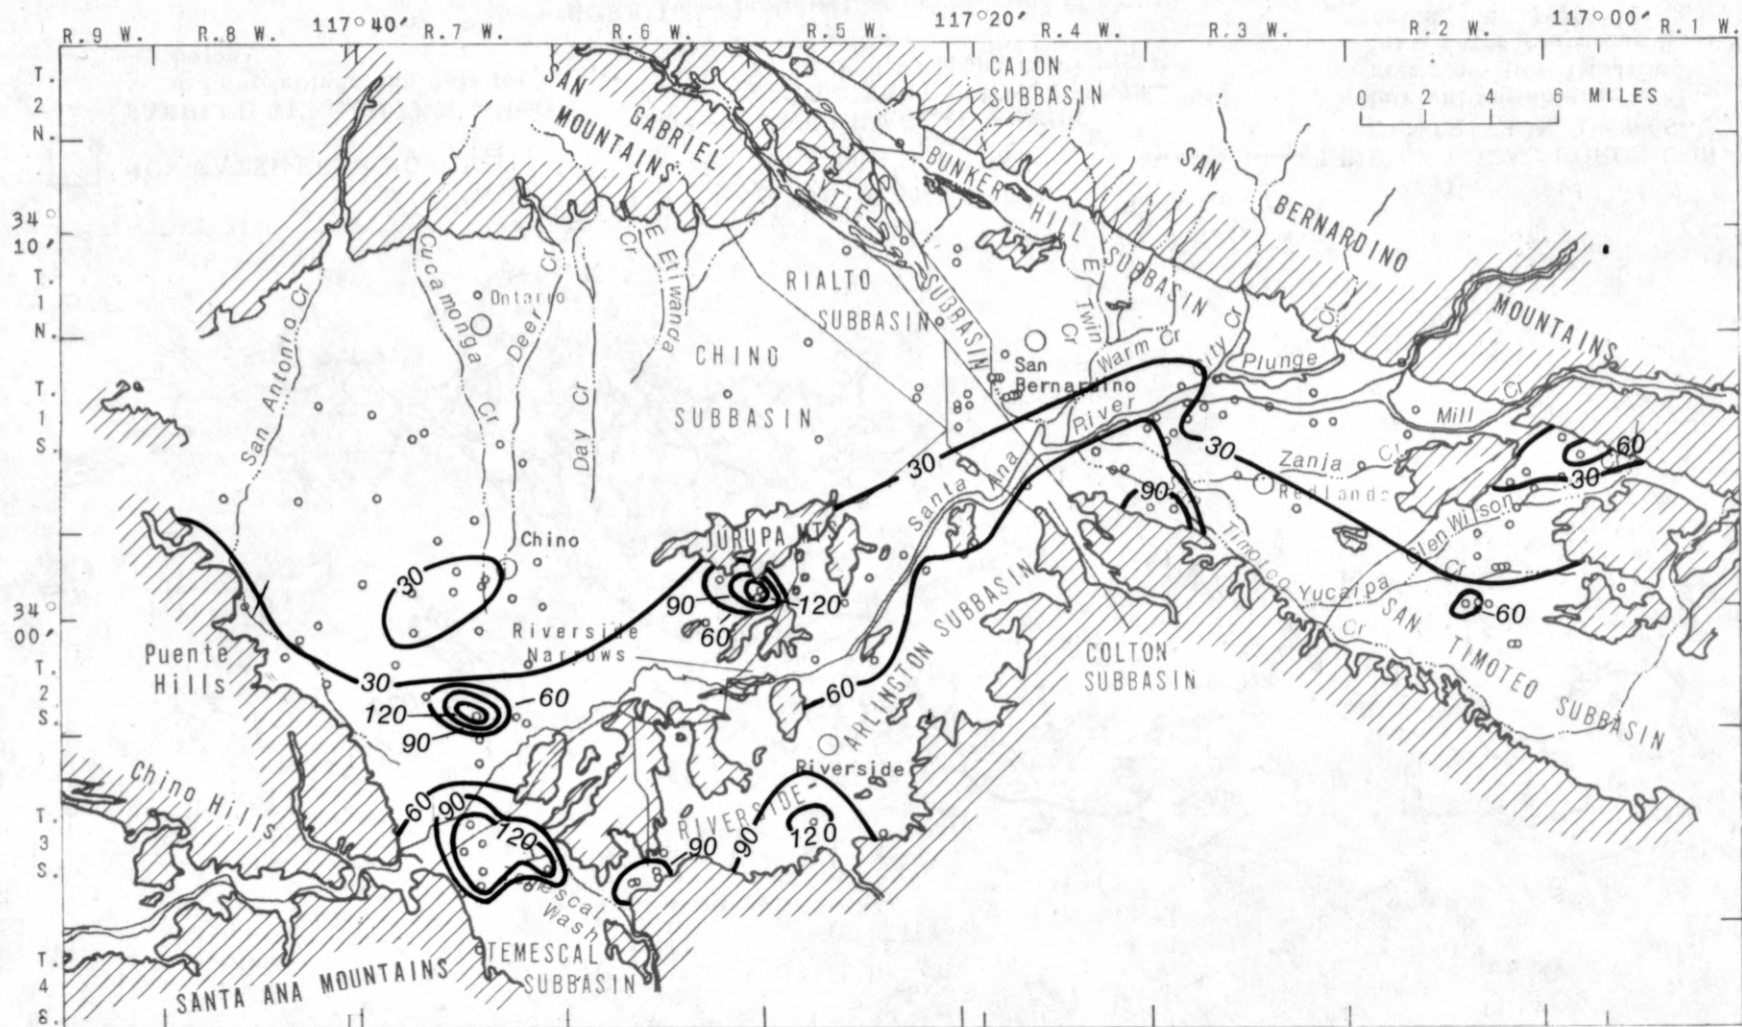 R.9 W.
R.8 W.
117°40′
R.7 W.
R.6 W.
R.5 W.
117°20′
R.4 W.
R.3 W.
R.2 W.
117°00′
R.1 W.
T.
2
N.
34°
10′
T.
1
N.
T.
1
S.
34°
00′
T.
2
S.
T.
3
S.
T.
4
S.
0 2 4 6 MILES
CAJON
SUBBASIN
SAN GABRIEL
MOUNTAINS
LYTLE
SUBBASIN
BUNKER HILL SUBBASIN
SAN BERNARDINO
MOUNTAINS
San Antonio Cr
Cucamonga Cr
Ontario
Deer Cr
Day Cr
E Etiwanda
Cr
RIALTO
SUBBASIN
CHINO
SUBBASIN
E Twin
Cr
Warm Cr
City Cr
Plunge
Cr
San
Bernardino
Santa Ana River
Mill Cr
Zanja Cr
Redlands
30
30
60
30
90
Wilson
Cr
Yucaipa
Cr
60
Timoteo
Cr
SAN TIMOTEO SUBBASIN
COLTON
SUBBASIN
JURUPA MTS
90
120
60
Chino
30
Riverside
Narrows
Puente
Hills
30
120
60
90
60
ARLINGTON SUBBASIN
Riverside
RIVERSIDE
90
120
90
60
90
120
Chino Hills
Wash
TEMESCAL
SUBBASIN
SANTA ANA MOUNTAINS